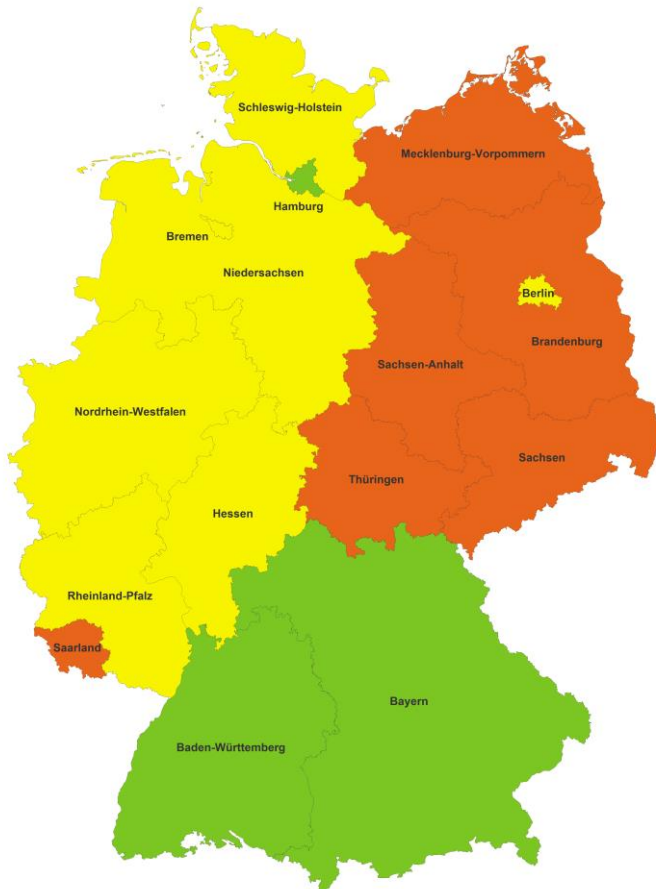 Schleswig-Holstein
Mecklenburg-Vorpommern
Hamburg
Bremen
Niedersachsen
Berlin
Brandenburg
Sachsen-Anhalt
Nordrhein-Westfalen
Sachsen
Thüringen
Hessen
Rheinland-Pfalz
Saarland
Bayern
Baden-Württemberg